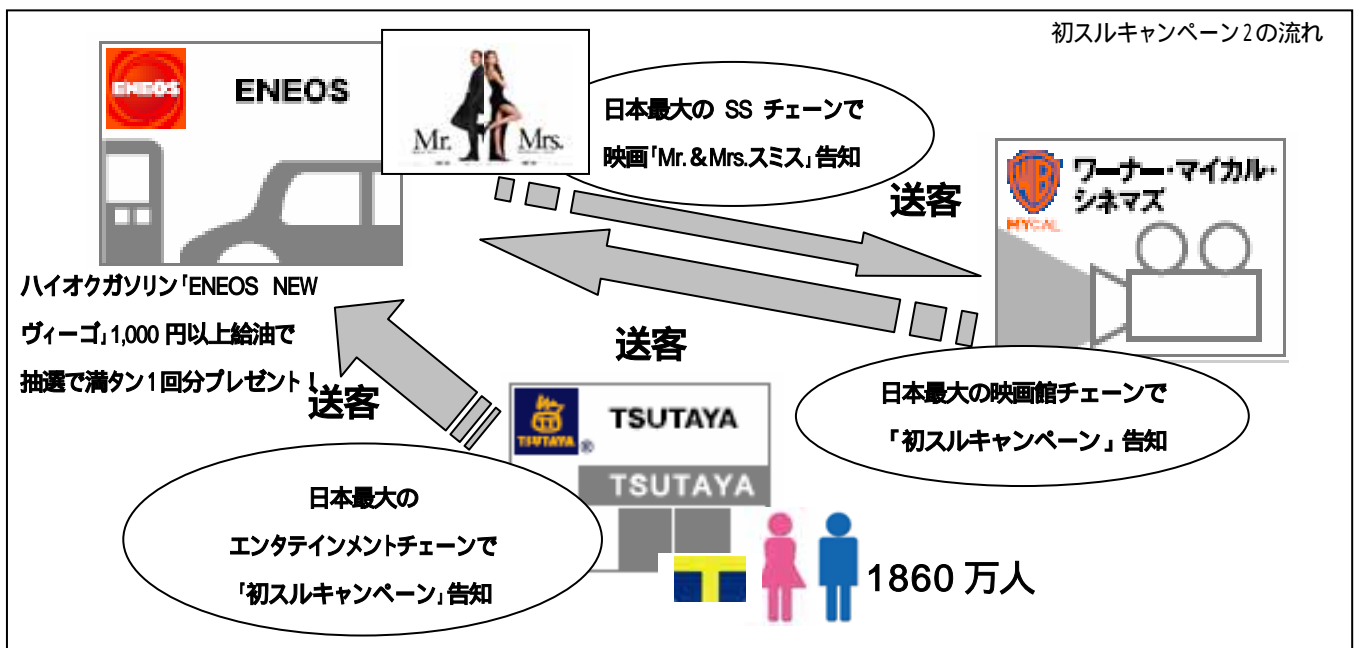 初スルキャンペーン2の流れ
ENEOS
ENEOS
Mr.
Mrs.
日本最大の SS チェーンで
映画「Mr.&Mrs.スミス」告知
送客
ワーナー・マイカル・
シネマズ
WB
MYCAL
ハイオクガソリン「ENEOS NEW
ヴィーゴ」1,000 円以上給油で
抽選で満タン1回分プレゼント!
送客
送客
日本最大の映画館チェーンで
「初スルキャンペーン」告知
TSUTAYA
®
TSUTAYA
TSUTAYA
日本最大の
エンタテインメントチェーンで
「初スルキャンペーン」告知
T
1860 万人